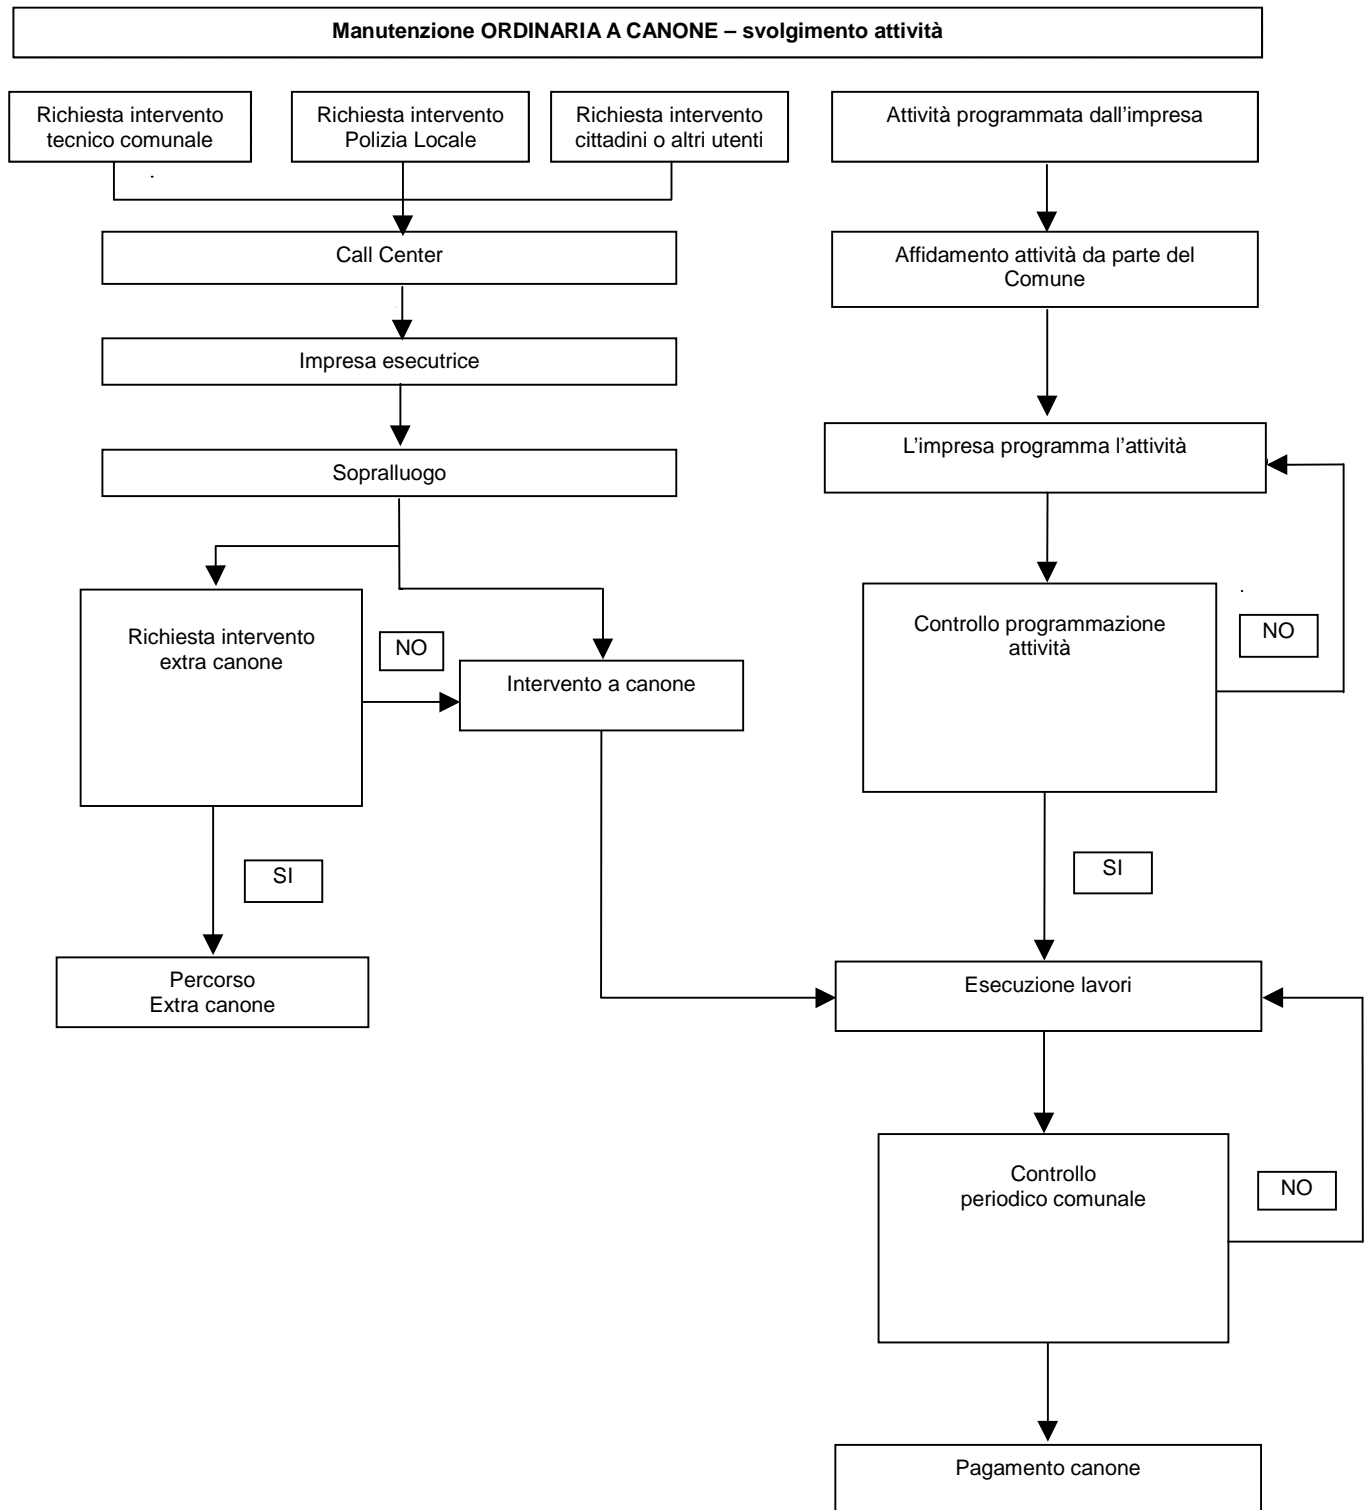 Manutenzione ORDINARIA A CANONE – svolgimento attività
Richiesta intervento
tecnico comunale
Richiesta intervento
Polizia Locale
Richiesta intervento
cittadini o altri utenti
Attività programmata dall'impresa
Call Center
Affidamento attività da parte del
Comune
Impresa esecutrice
L'impresa programma l'attività
Sopralluogo
Richiesta intervento
extra canone
NO
Intervento a canone
Controllo programmazione
attività
NO
SI
SI
Percorso
Extra canone
Esecuzione lavori
Controllo
periodico comunale
NO
Pagamento canone